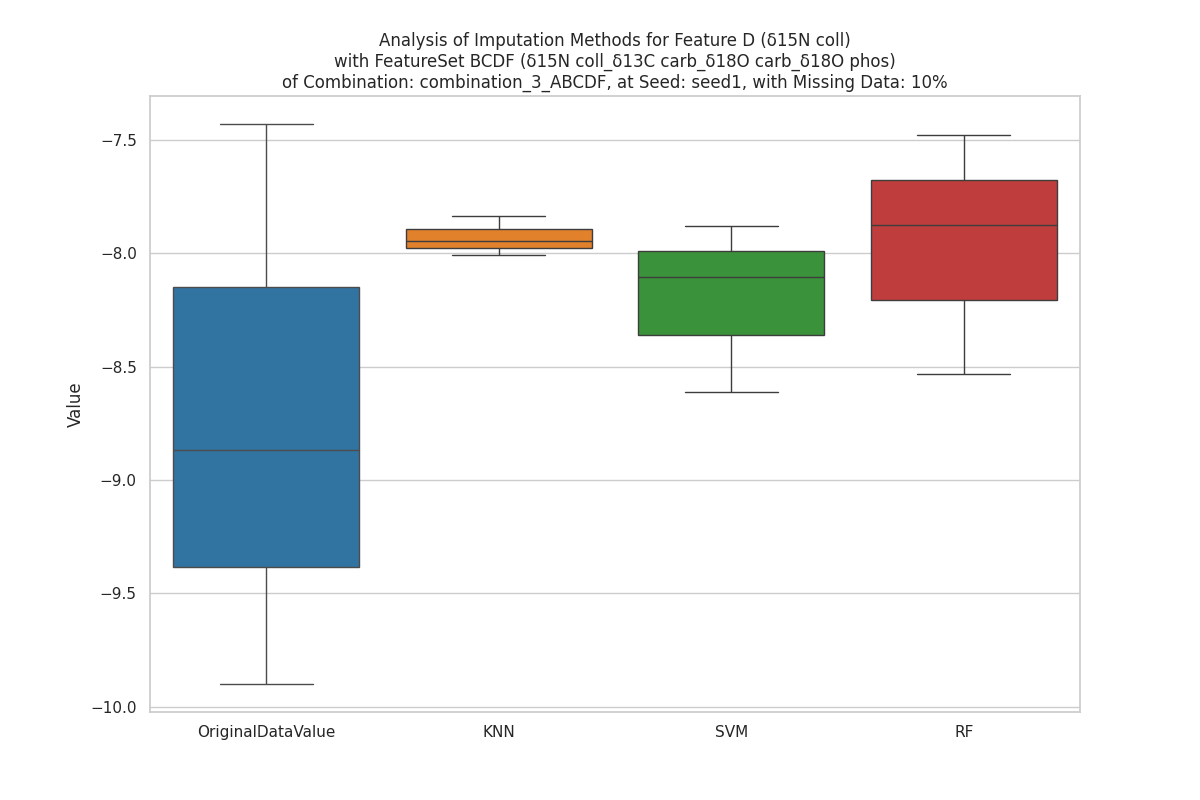 Analysis of Imputation Methods for Feature D (δ15N coll)
with FeatureSet BCDF (δ15N coll_δ13C carb_δ18O carb_δ18O phos)
of Combination: combination_3_ABCDF, at Seed: seed1, with Missing Data: 10%
Value
−7.5
−8.0
−8.5
−9.0
−9.5
−10.0
OriginalDataValue
KNN
SVM
RF